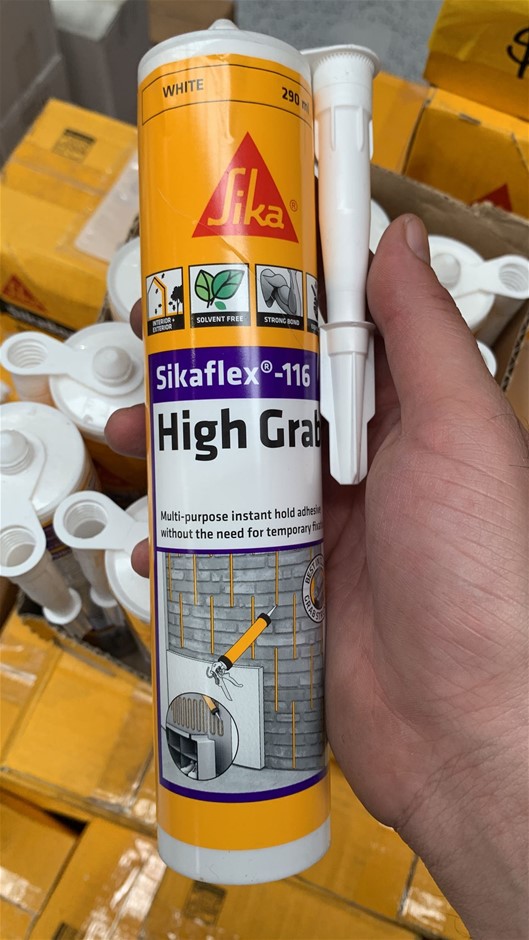 WHITE
290 ml
Sika®
INTERIOR +
EXTERIOR
SOLVENT FREE
STRONG BOND
Sikaflex®-116
High Grab
Multi-purpose instant hold adhesive
without the need for temporary